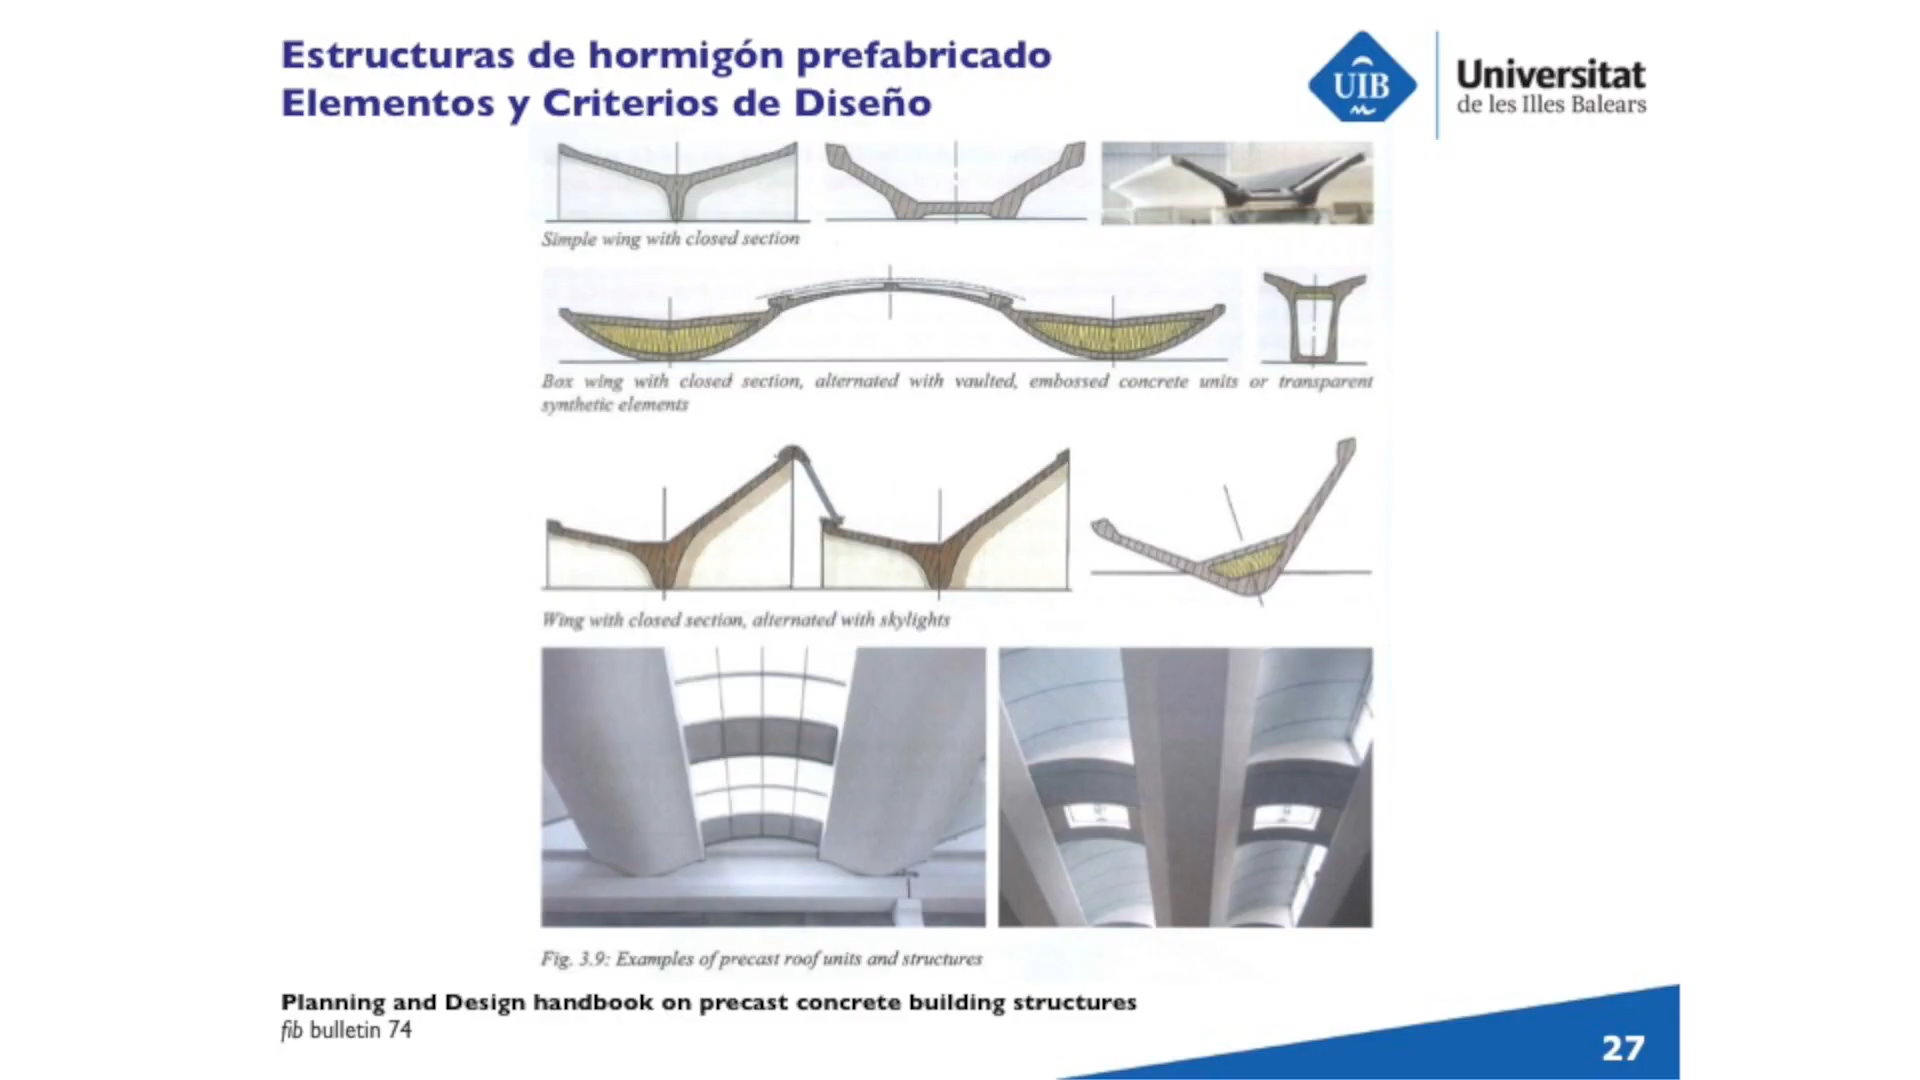 Estructuras de hormigón prefabricado
Elementos y Criterios de Diseño
UIB
Universitat
de les Illes Balears
Simple wing with closed section
Box wing with closed section, alternated with vaulted, embossed concrete units or transparent
synthetic elements
Wing with closed section, alternated with skylights
Fig. 3.9: Examples of precast roof units and structures
Planning and Design handbook on precast concrete building structures
fib bulletin 74
27